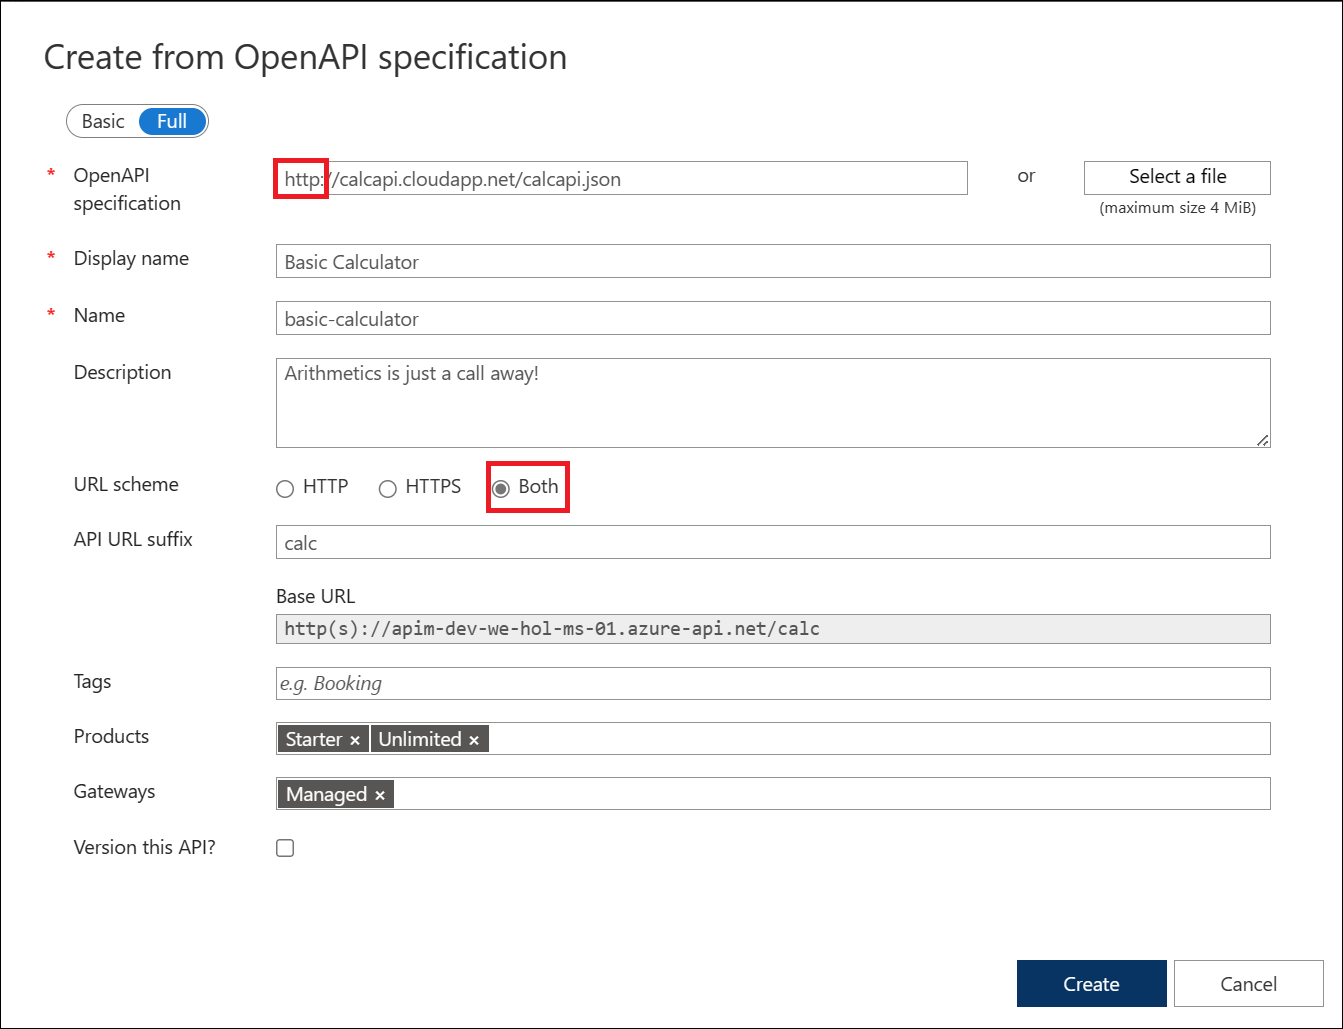 Create from OpenAPI specification
Basic Full
* OpenAPI specification http://calcapi.cloudapp.net/calcapi.json or Select a file
(maximum size 4 MiB)
* Display name Basic Calculator
* Name basic-calculator
Description Arithmetics is just a call away!
URL scheme HTTP HTTPS Both
API URL suffix calc
Base URL
http(s)://apim-dev-we-hol-ms-01.azure-api.net/calc
Tags e.g. Booking
Products Starter × Unlimited ×
Gateways Managed ×
Version this API?
Create Cancel